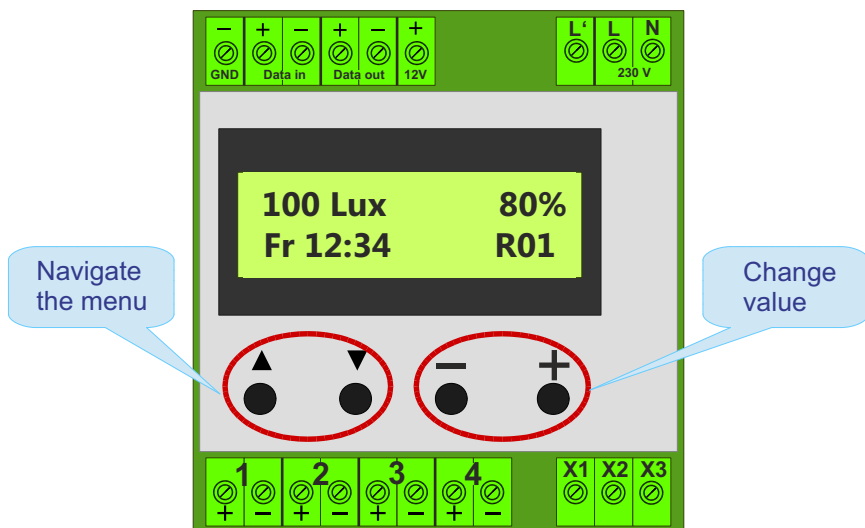 − + − + − +
GND Data in Data out 12V
L‘ L N
230 V
100 Lux 80%
Fr 12:34 R01
Navigate
the menu
Change
value
− +
1 2 3 4
+ − + − + − + −
X1 X2 X3